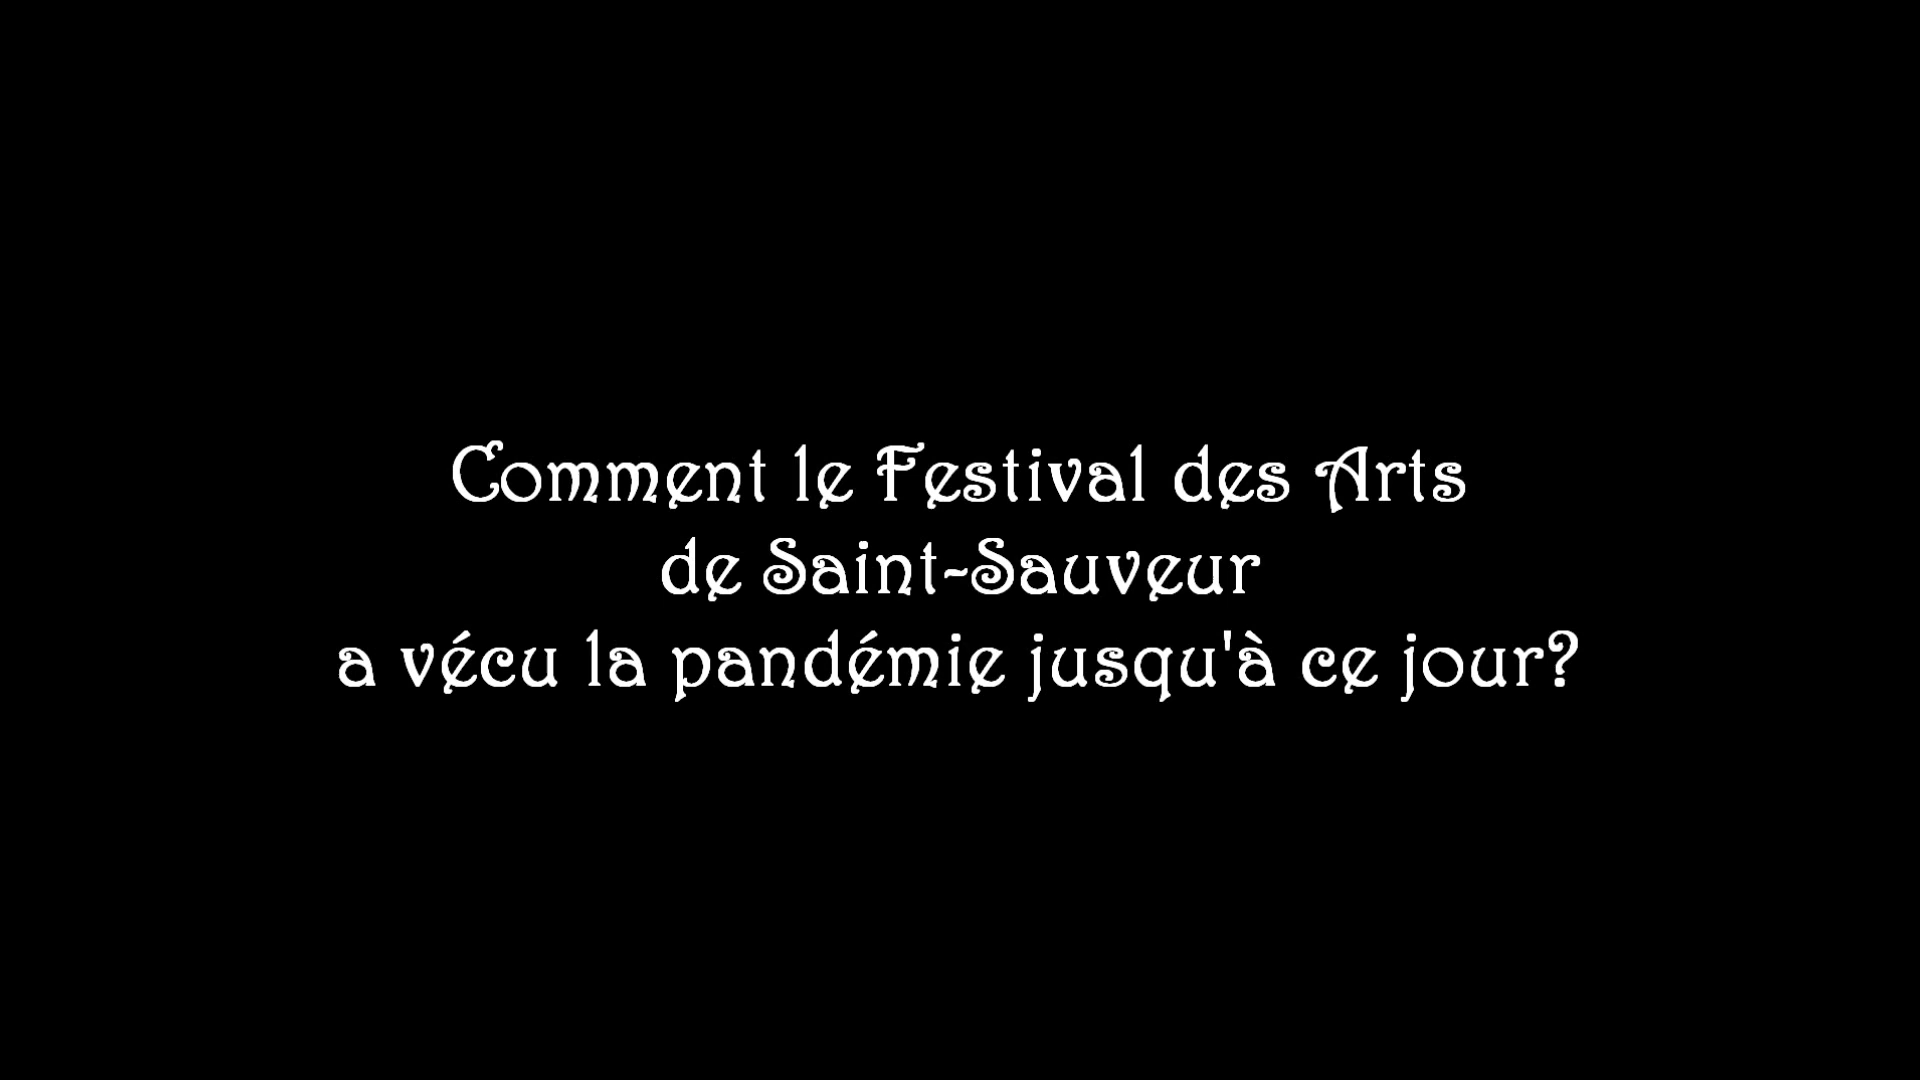 Comment le Festival des Arts
de Saint-Sauveur
a vécu la pandémie jusqu'à ce jour?